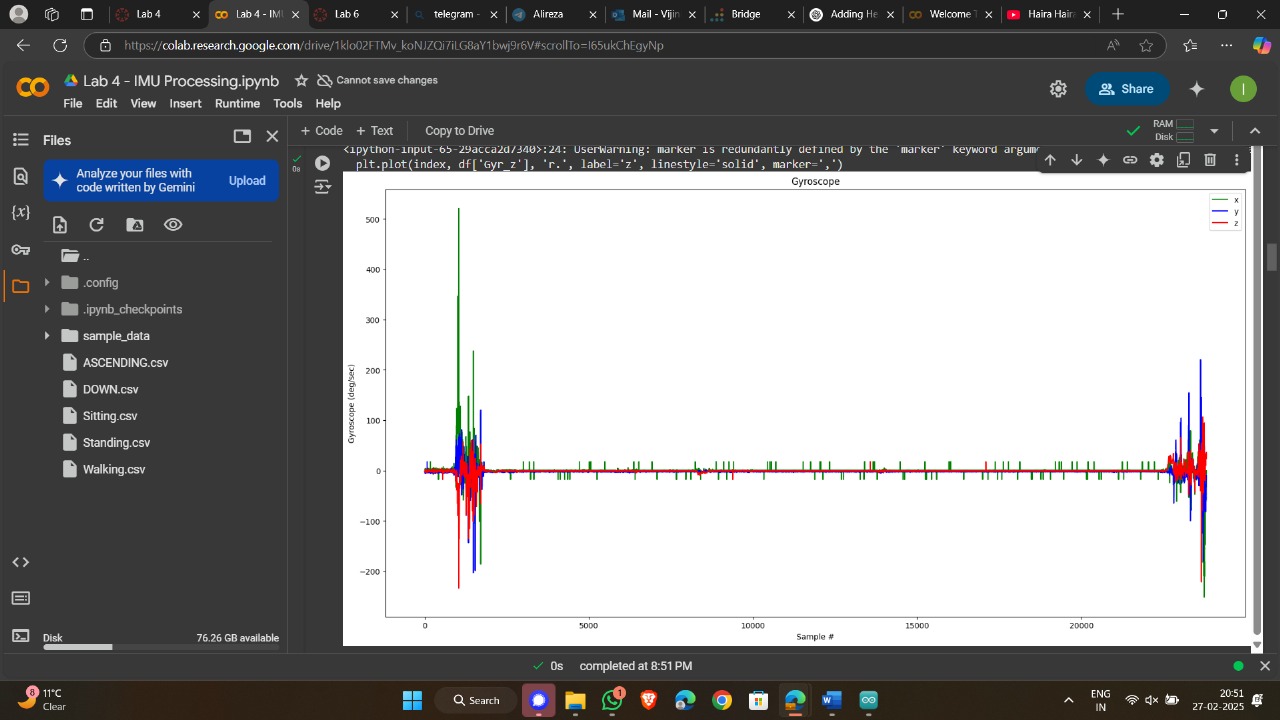 Lab 4
Lab 4 - IMU
Lab 6
telegam -
Alireza
Mail - Vijin
Bridge
Adding He
Welcome T
Haira Hair
https://colab.research.google.com/drive/1klo02FTMv_koNJZQi7iLG8aY1bwj9r6V#scrollTo=I65ukChEgyNp
Lab 4 - IMU Processing.ipynb
Cannot save changes
Share
I
File Edit View Insert Runtime Tools Help
Files
+ Code + Text
Copy to Drive
RAM
Disk
Analyze your files with
code written by Gemini
Upload
..
.config
.ipynb_checkpoints
sample_data
ASCENDING.csv
DOWN.csv
Sitting.csv
Standing.csv
Walking.csv
Disk
76.26 GB available
0s
<ipython-input-65-29aeaea2d7340>:24: UserWarning: marker is redundantly defined by the 'marker' keyword argum
plt.plot(index, df['Gyr_z'], 'r.', label='z', linestyle='solid', marker=',')
Gyroscope
x
y
z
500
400
300
200
100
0
−100
−200
Gyroscope (deg/sec)
0
5000
10000
15000
20000
Sample #
0s completed at 8:51 PM
8
11°C
Clear
Search
1
ENG
IN
20:51
27-02-2025